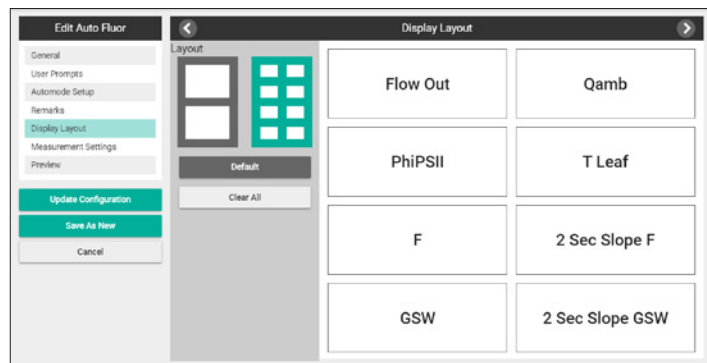 Edit Auto Fluor
General
User Prompts
Automode Setup
Remarks
Display Layout
Measurement Settings
Preview
Update Configuration
Save As New
Cancel
Display Layout
Layout
Default
Clear All
Flow Out
Qamb
PhiPSII
T Leaf
F
2 Sec Slope F
GSW
2 Sec Slope GSW